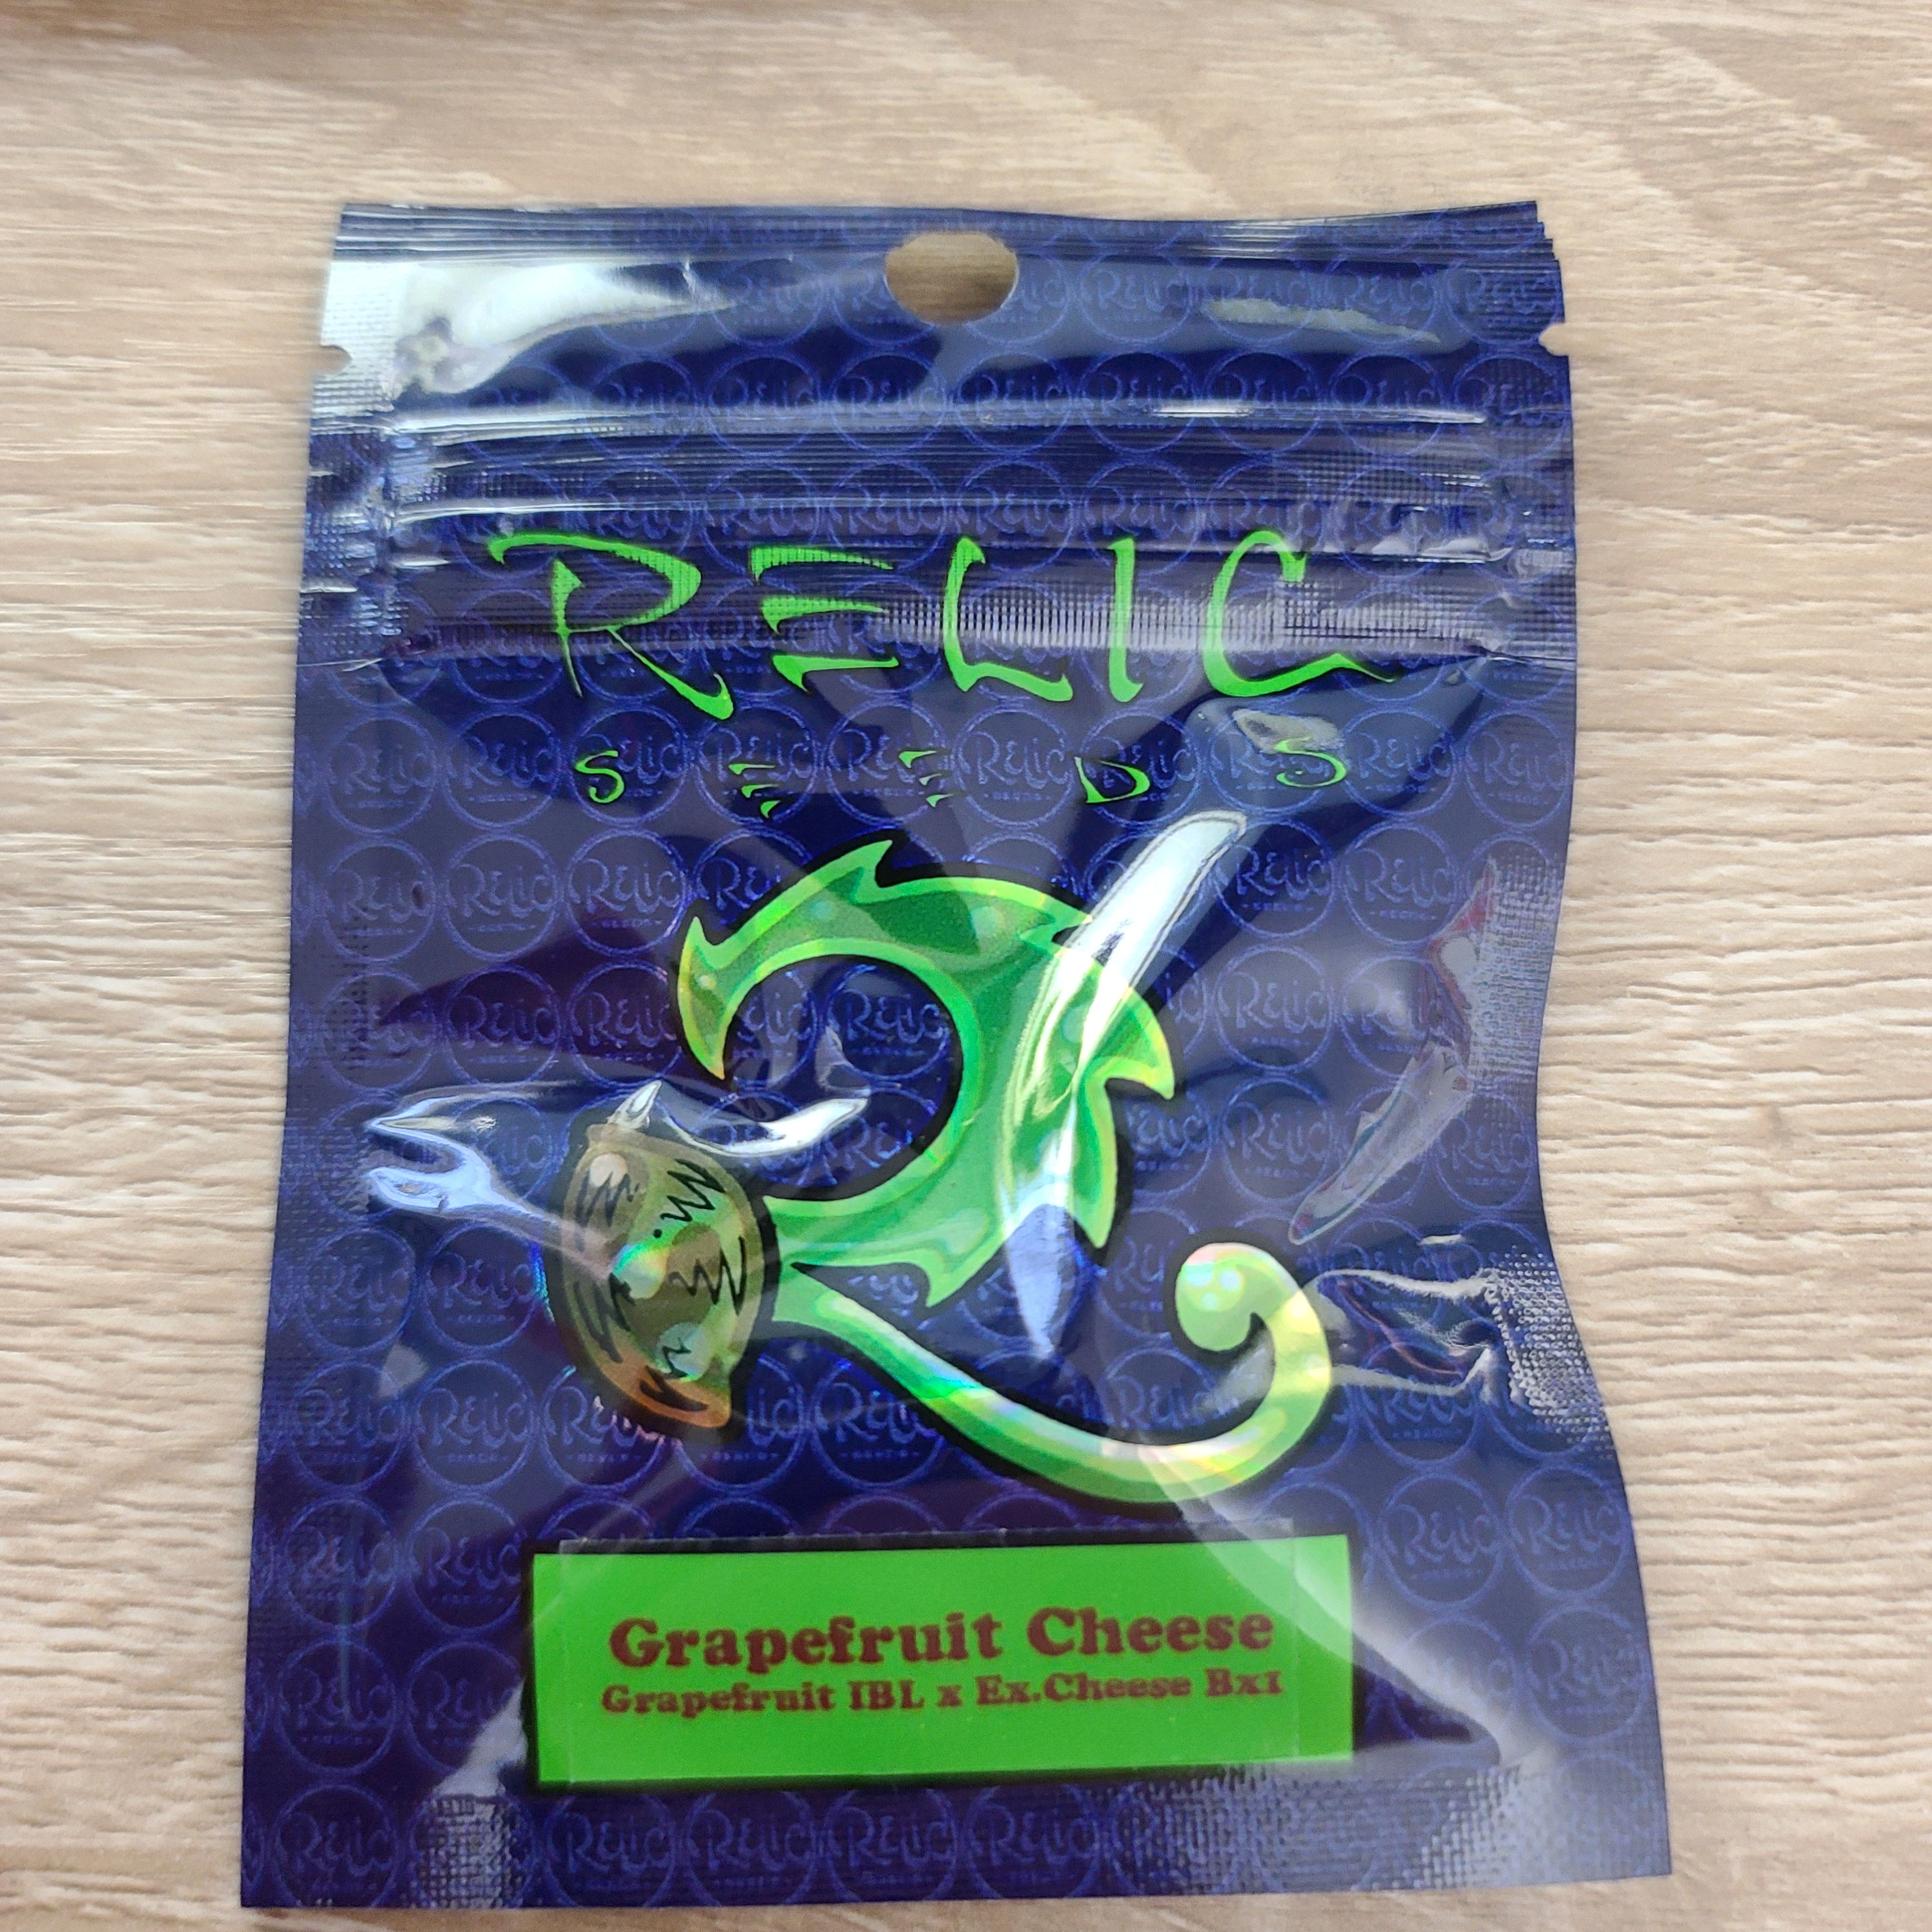 RELIC
SEEDS
Grapefruit Cheese
Grapefruit IBL x Ex.Cheese Bx1